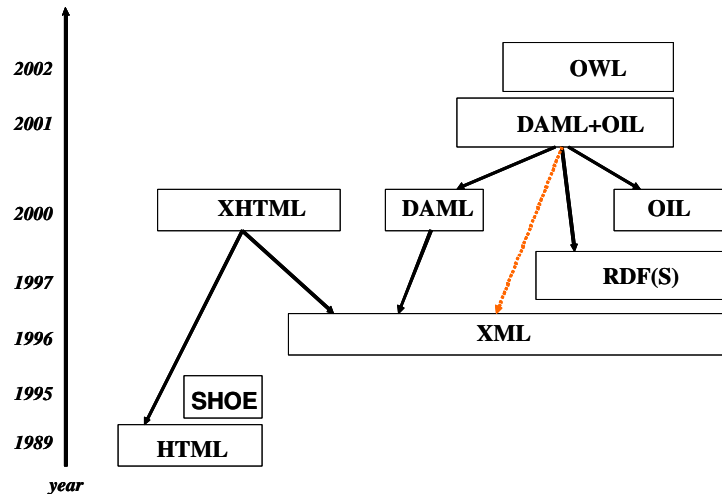 2002
OWL
2001
DAML+OIL
2000
XHTML
DAML
OIL
1997
RDF(S)
1996
XML
1995
SHOE
1989
HTML
year